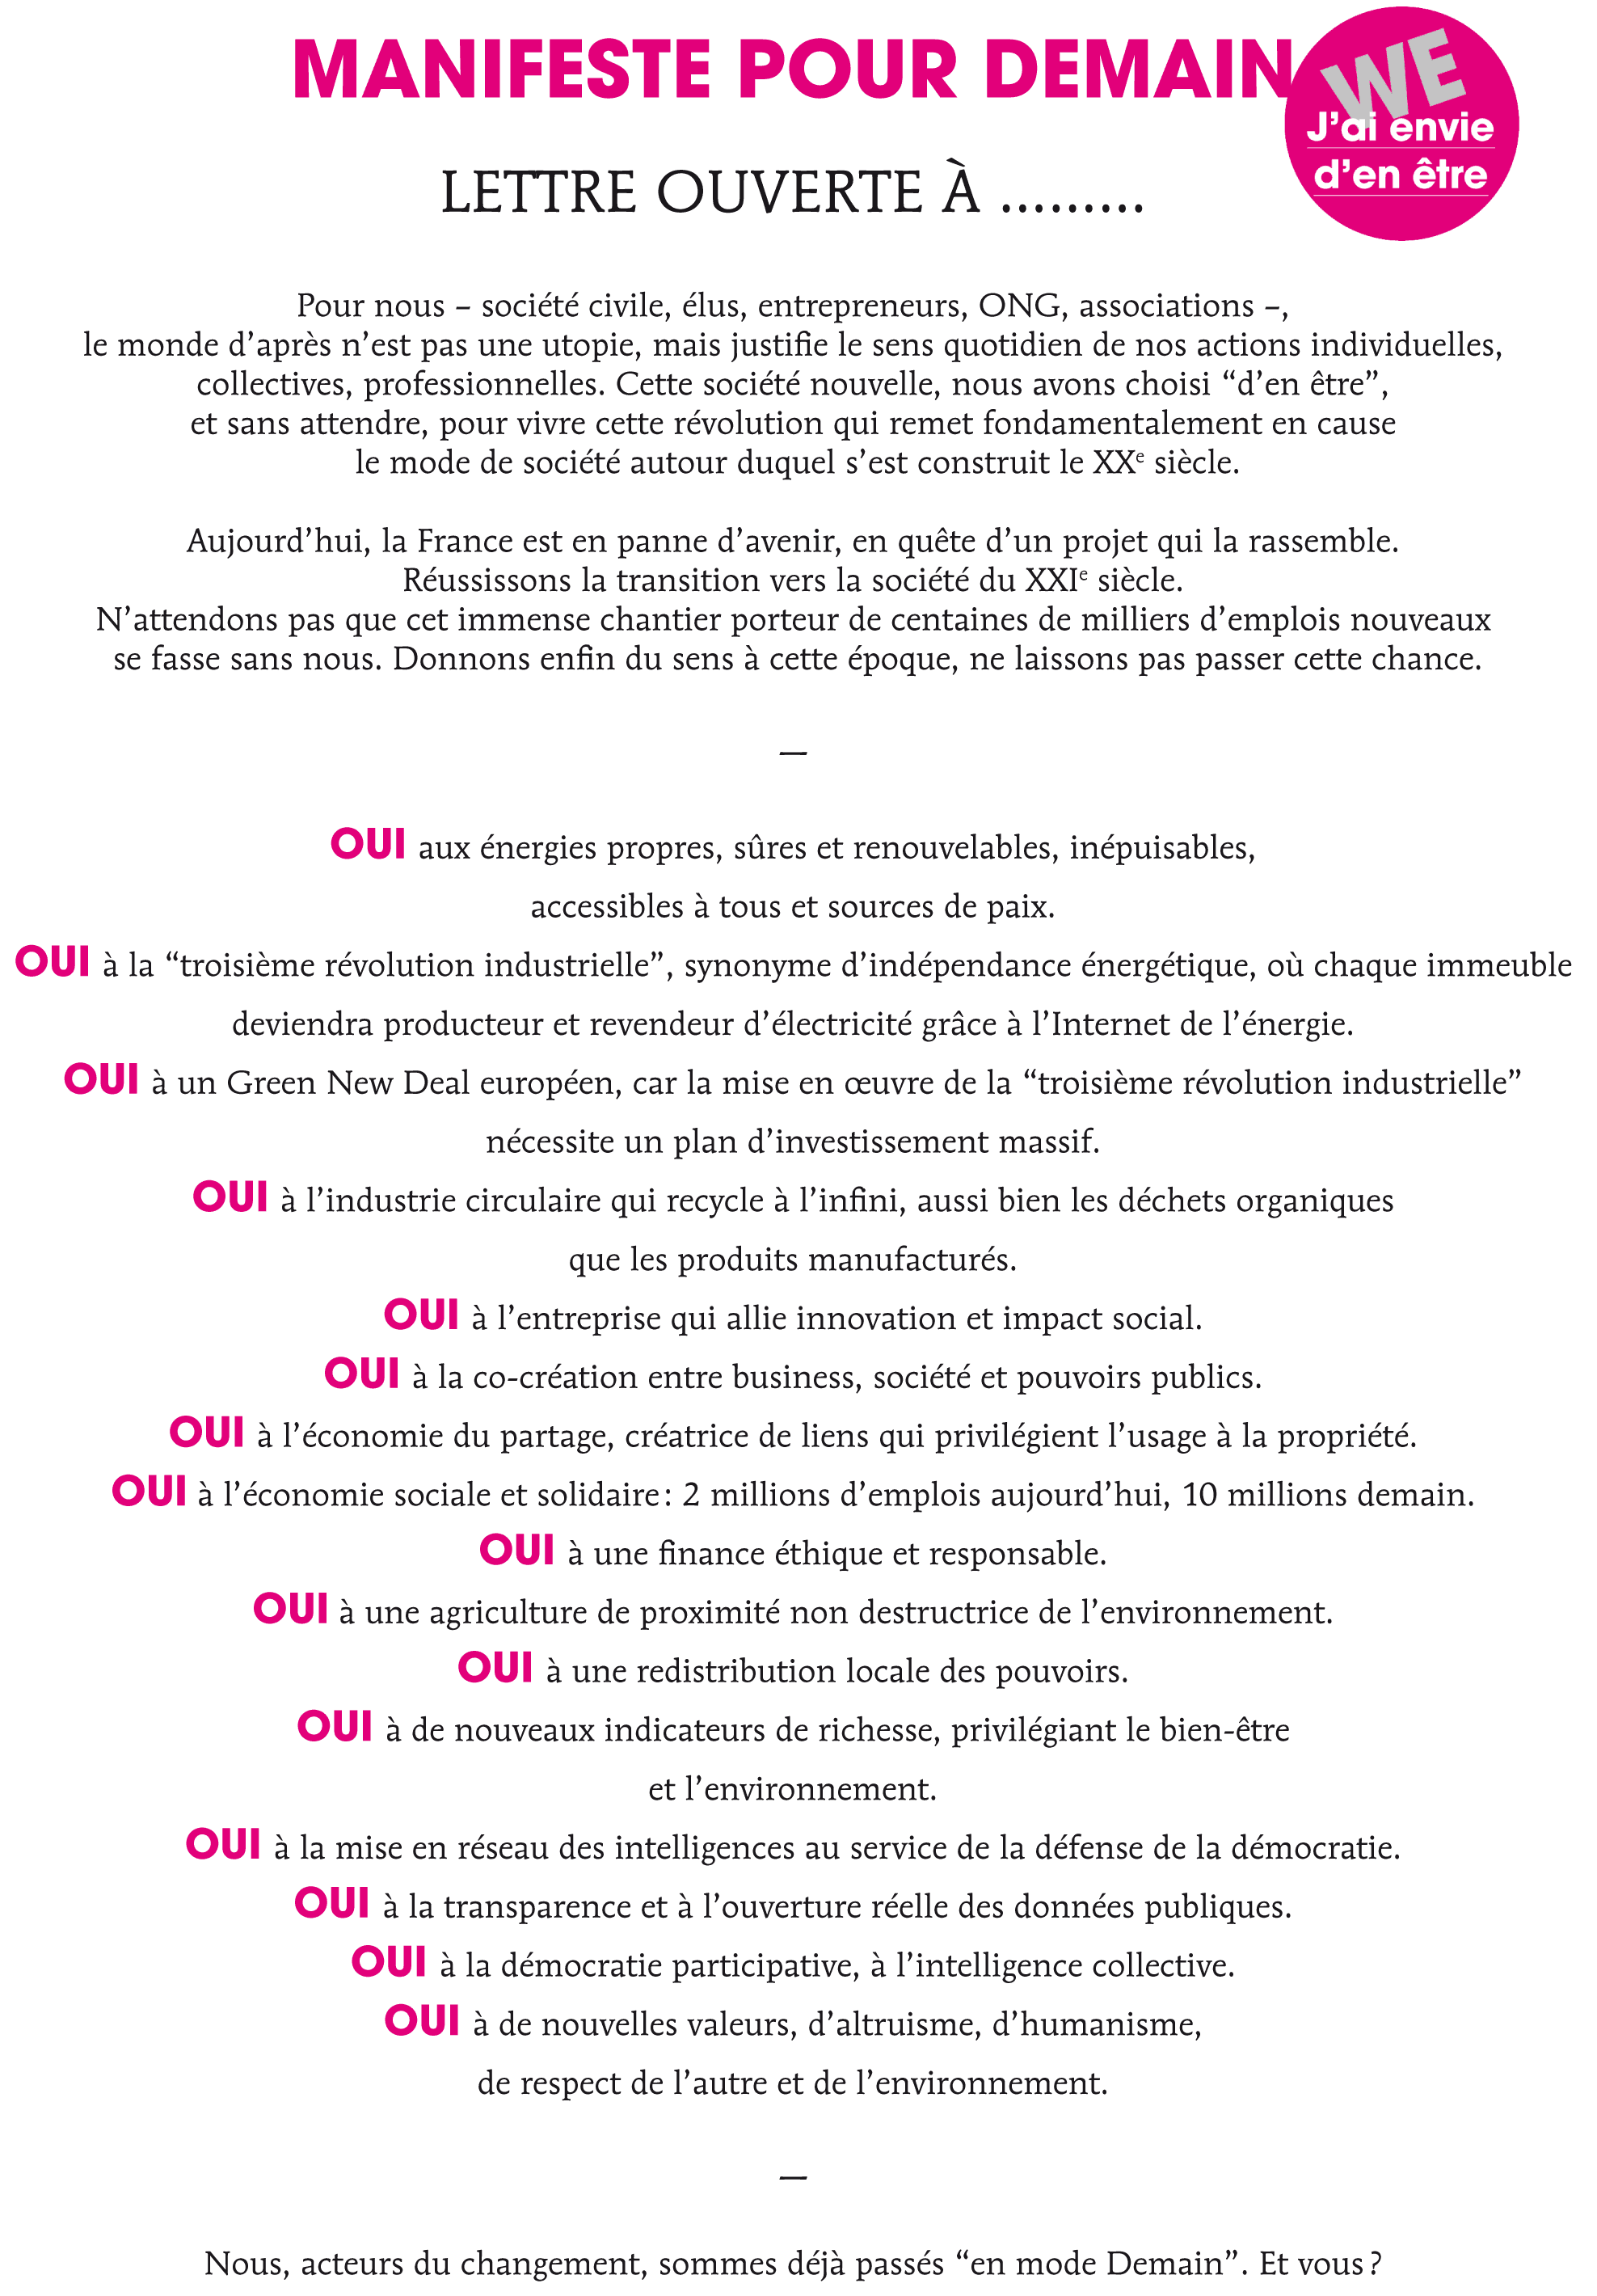 MANIFESTE POUR DEMAIN
WE
J’ai envie
d’en être
LETTRE OUVERTE À .........
Pour nous – société civile, élus, entrepreneurs, ONG, associations –,
le monde d’après n’est pas une utopie, mais justifie le sens quotidien de nos actions individuelles,
collectives, professionnelles. Cette société nouvelle, nous avons choisi “d’en être”,
et sans attendre, pour vivre cette révolution qui remet fondamentalement en cause
le mode de société autour duquel s’est construit le XXe siècle.
Aujourd’hui, la France est en panne d’avenir, en quête d’un projet qui la rassemble.
Réussissons la transition vers la société du XXIe siècle.
N’attendons pas que cet immense chantier porteur de centaines de milliers d’emplois nouveaux
se fasse sans nous. Donnons enfin du sens à cette époque, ne laissons pas passer cette chance.
—
OUI aux énergies propres, sûres et renouvelables, inépuisables,
accessibles à tous et sources de paix.
OUI à la “troisième révolution industrielle”, synonyme d’indépendance énergétique, où chaque immeuble
deviendra producteur et revendeur d’électricité grâce à l’Internet de l’énergie.
OUI à un Green New Deal européen, car la mise en œuvre de la “troisième révolution industrielle”
nécessite un plan d’investissement massif.
OUI à l’industrie circulaire qui recycle à l’infini, aussi bien les déchets organiques
que les produits manufacturés.
OUI à l’entreprise qui allie innovation et impact social.
OUI à la co-création entre business, société et pouvoirs publics.
OUI à l’économie du partage, créatrice de liens qui privilégient l’usage à la propriété.
OUI à l’économie sociale et solidaire : 2 millions d’emplois aujourd’hui, 10 millions demain.
OUI à une finance éthique et responsable.
OUI à une agriculture de proximité non destructrice de l’environnement.
OUI à une redistribution locale des pouvoirs.
OUI à de nouveaux indicateurs de richesse, privilégiant le bien-être
et l’environnement.
OUI à la mise en réseau des intelligences au service de la défense de la démocratie.
OUI à la transparence et à l’ouverture réelle des données publiques.
OUI à la démocratie participative, à l’intelligence collective.
OUI à de nouvelles valeurs, d’altruisme, d’humanisme,
de respect de l’autre et de l’environnement.
—
Nous, acteurs du changement, sommes déjà passés “en mode Demain”. Et vous ?